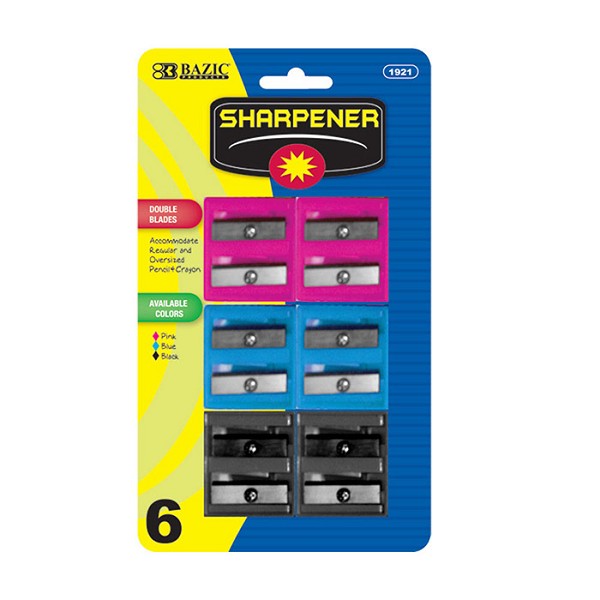 BAZIC
PRODUCTS
1921
SHARPENER
DOUBLE
BLADES
Accommodate
Regular and
Oversized
Pencil+Crayon
AVAILABLE
COLORS
Pink
Blue
Black
6